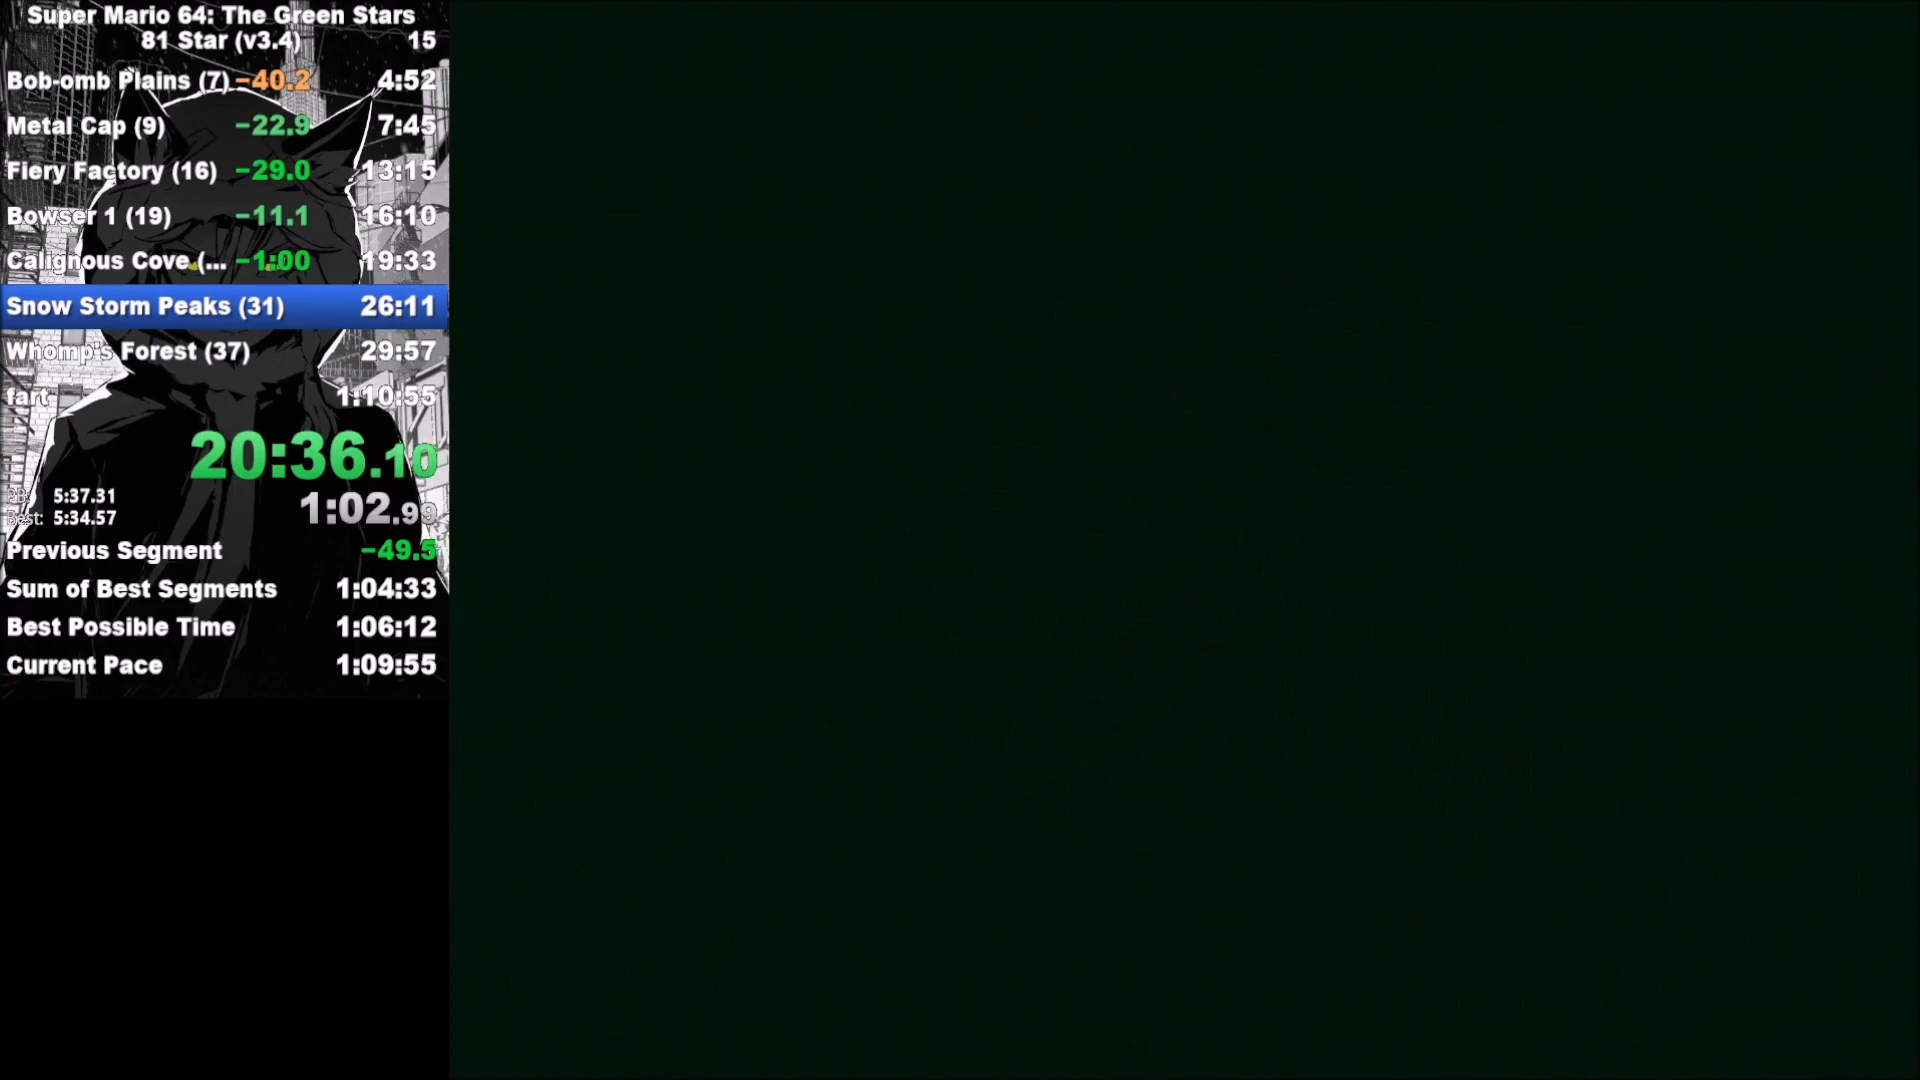 Super Mario 64: The Green Stars
81 Star (v3.4) 15
Bob-omb Plains (7) −40.2 4:52
Metal Cap (9) −22.9 7:45
Fiery Factory (16) −29.0 13:15
Bowser 1 (19) −11.1 16:10
Calignous Cove (... −1:00 19:33
Snow Storm Peaks (31) 26:11
Whomp's Forest (37) 29:57
fart 1:10:55
20:36.10
PB: 5:37.31 1:02.99
Best: 5:34.57
Previous Segment −49.5
Sum of Best Segments 1:04:33
Best Possible Time 1:06:12
Current Pace 1:09:55